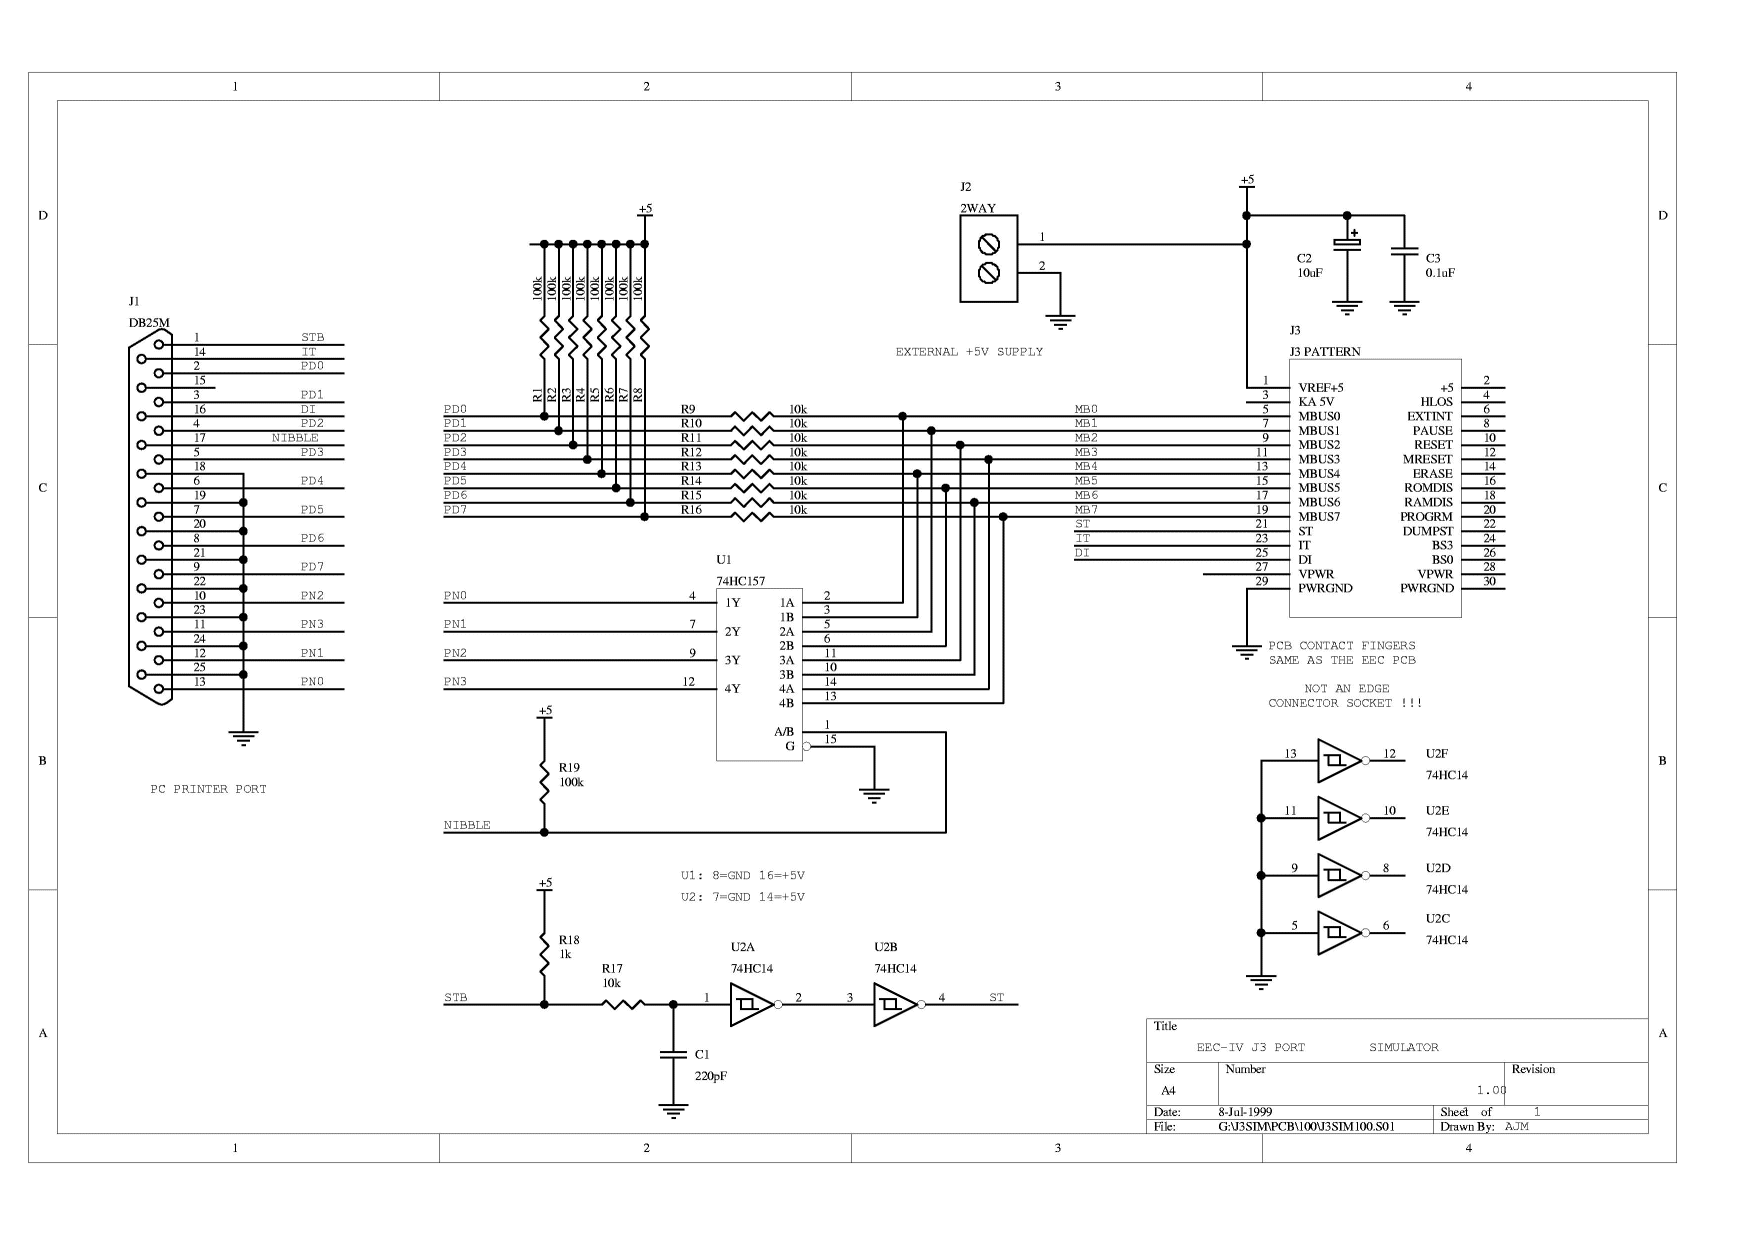 1 2 3 4
D D
C C
B B
A A
1 2 3 4
J1
DB25M
1 STB
14 IT
2 PD0
15
3 PD1
16 DI
4 PD2
17 NIBBLE
5 PD3
18
6 PD4
19
7 PD5
20
8 PD6
21
9 PD7
22
10 PN2
23
11 PN3
24
12 PN1
25
13 PN0
PC PRINTER PORT
+5
100k 100k 100k 100k 100k 100k 100k 100k
R1 R2 R3 R4 R5 R6 R7 R8
PD0 R9 10k MB0
PD1 R10 10k MB1
PD2 R11 10k MB2
PD3 R12 10k MB3
PD4 R13 10k MB4
PD5 R14 10k MB5
PD6 R15 10k MB6
PD7 R16 10k MB7
ST
IT
DI
J2
2WAY
1
2
EXTERNAL +5V SUPPLY
+5
+
C2
10uF
C3
0.1uF
J3
J3 PATTERN
1 VREF+5 +5 2
3 KA 5V HLOS 4
5 MBUS0 EXTINT 6
7 MBUS1 PAUSE 8
9 MBUS2 RESET 10
11 MBUS3 MRESET 12
13 MBUS4 ERASE 14
15 MBUS5 ROMDIS 16
17 MBUS6 RAMDIS 18
19 MBUS7 PROGRM 20
21 ST DUMPST 22
23 IT BS3 24
25 DI BS0 26
27 VPWR VPWR 28
29 PWRGND PWRGND 30
PCB CONTACT FINGERS
SAME AS THE EEC PCB
NOT AN EDGE
CONNECTOR SOCKET !!!
U1
74HC157
PN0 4 1Y 1A 2
1B 3
PN1 7 2Y 2A 5
2B 6
PN2 9 3Y 3A 11
3B 10
PN3 12 4Y 4A 14
4B 13
A/B 1
G 15
+5
R19
100k
NIBBLE
U1: 8=GND 16=+5V
U2: 7=GND 14=+5V
+5
R18
1k
R17
10k
STB
C1
220pF
U2A
74HC14
1 2
U2B
74HC14
3 4 ST
13 12 U2F
74HC14
11 10 U2E
74HC14
9 8 U2D
74HC14
5 6 U2C
74HC14
Title
EEC-IV J3 PORT SIMULATOR
Size Number Revision
A4 1.00
Date: 8-Jul-1999 Sheet of 1
File: G:\J3SIM\PCB\100\J3SIM100.S01 Drawn By: AJM